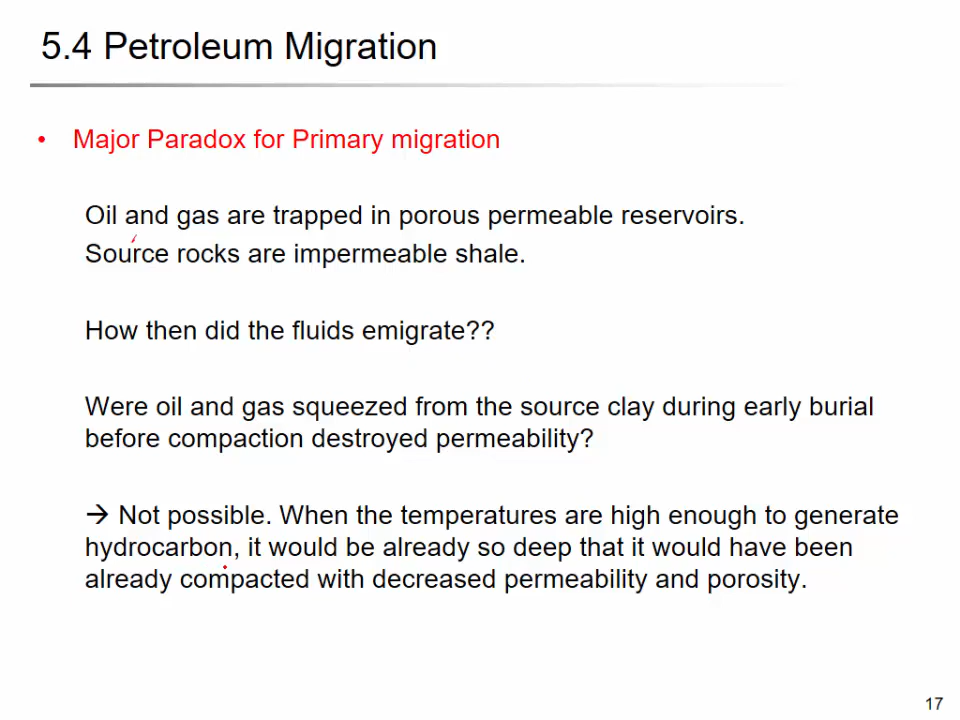 5.4 Petroleum Migration
• Major Paradox for Primary migration
Oil and gas are trapped in porous permeable reservoirs.
Source rocks are impermeable shale.
How then did the fluids emigrate??
Were oil and gas squeezed from the source clay during early burial
before compaction destroyed permeability?
→ Not possible. When the temperatures are high enough to generate
hydrocarbon, it would be already so deep that it would have been
already compacted with decreased permeability and porosity.
17